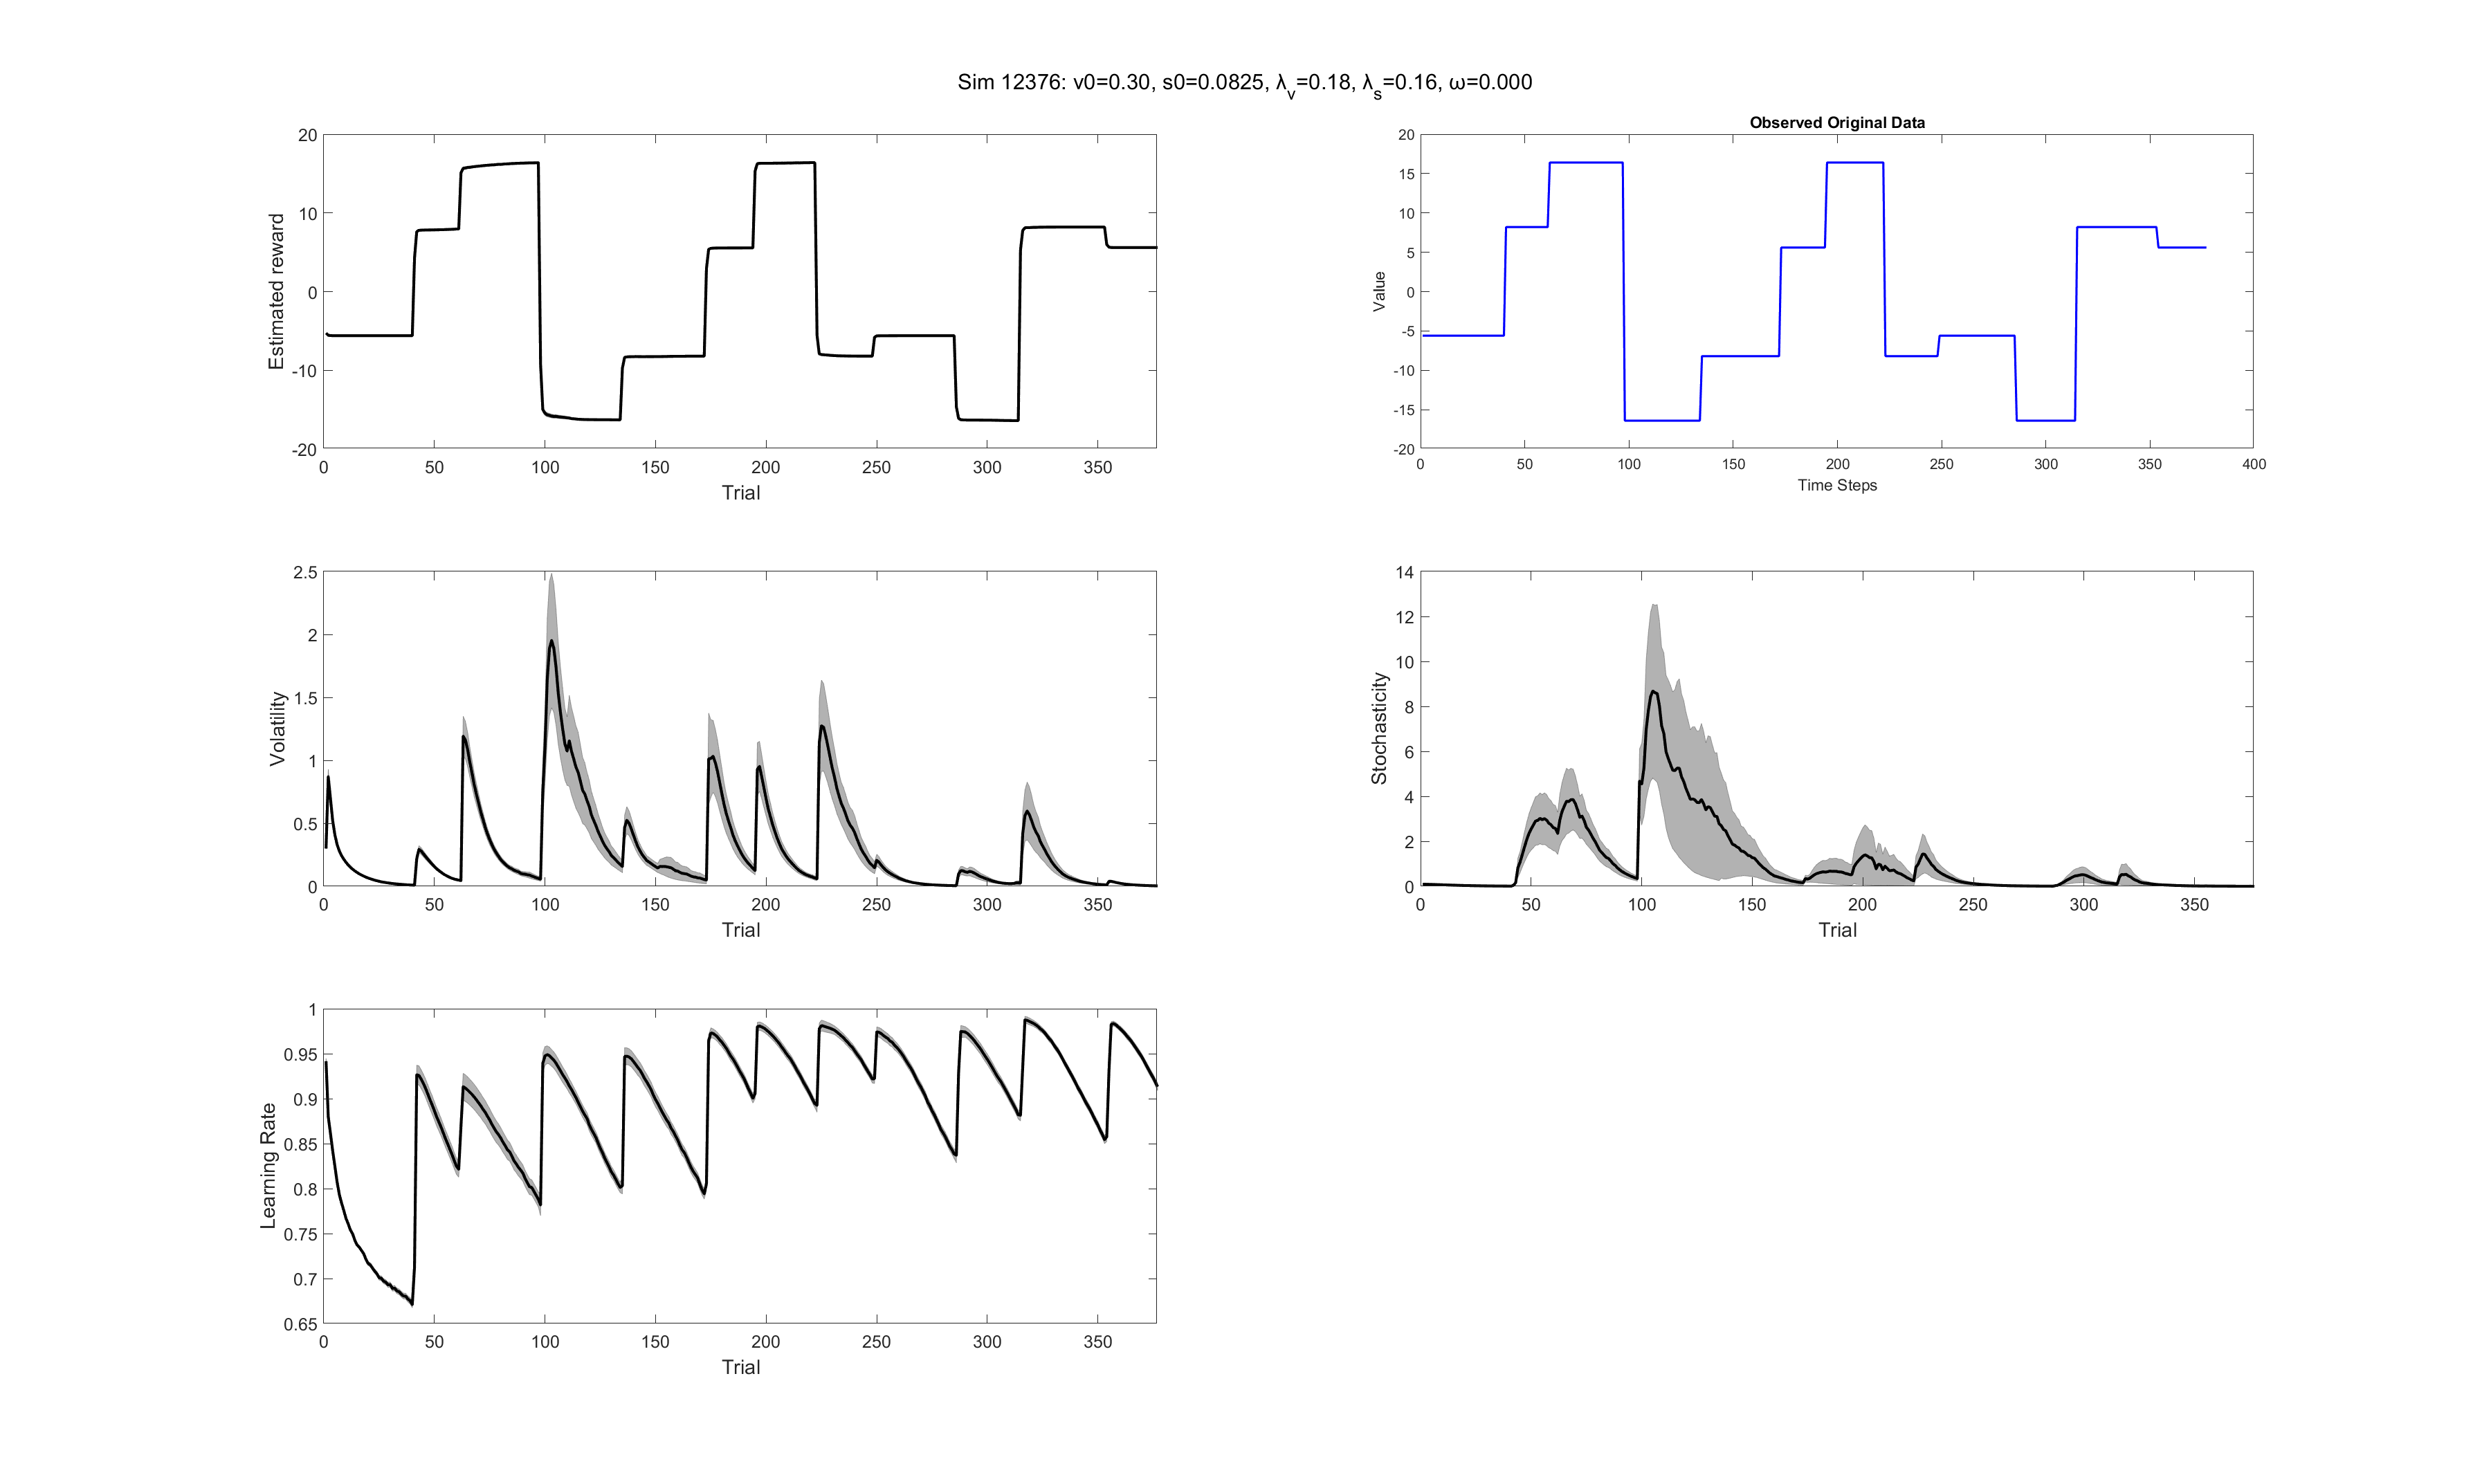 Sim 12376: v0=0.30, s0=0.0825, λv=0.18, λs=0.16, ω=0.000
20
10
0
-10
-20
Estimated reward
0 50 100 150 200 250 300 350
Trial
Observed Original Data
20
15
10
5
0
-5
-10
-15
-20
Value
0 50 100 150 200 250 300 350 400
Time Steps
2.5
2
1.5
1
0.5
0
Volatility
0 50 100 150 200 250 300 350
Trial
14
12
10
8
6
4
2
0
Stochasticity
0 50 100 150 200 250 300 350
Trial
1
0.95
0.9
0.85
0.8
0.75
0.7
0.65
Learning Rate
0 50 100 150 200 250 300 350
Trial